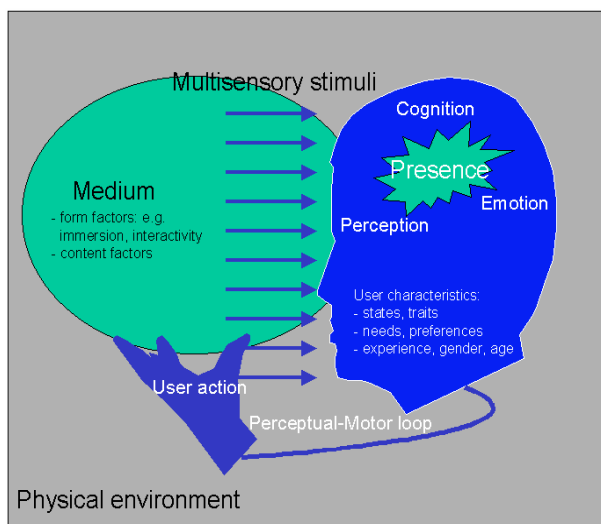 Multisensory stimuli
Cognition
Presence
Emotion
Perception
Medium
- form factors: e.g.
immersion, interactivity
- content factors
User characteristics:
- states, traits
- needs, preferences
- experience, gender, age
User action
Perceptual-Motor loop
Physical environment